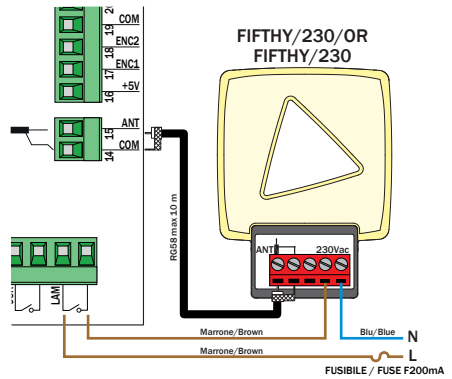 FIFTHY/230/0R
FIFTHY/230
20
COM
19
ENC2
18
ENC1
17
+5V
16
ANT
15
COM
14
RG58 max 10 m
ANT
230Vac
LAM
Marrone/Brown
Blu/Blue
N
Marrone/Brown
L
FUSIBILE / FUSE F200mA